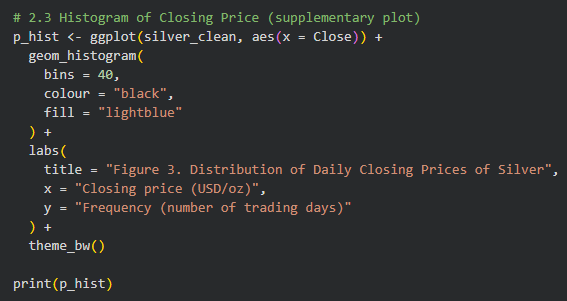 # 2.3 Histogram of Closing Price (supplementary plot)
p_hist <- ggplot(silver_clean, aes(x = Close)) +
  geom_histogram(
    bins = 40,
    colour = "black",
    fill = "lightblue"
  ) +
  labs(
    title = "Figure 3. Distribution of Daily Closing Prices of Silver",
    x = "Closing price (USD/oz)",
    y = "Frequency (number of trading days)"
  ) +
  theme_bw()

print(p_hist)